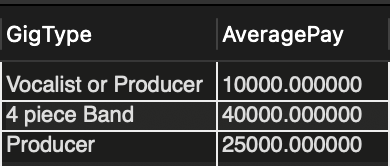 GigType AveragePay
Vocalist or Producer 10000.000000
4 piece Band 40000.000000
Producer 25000.000000